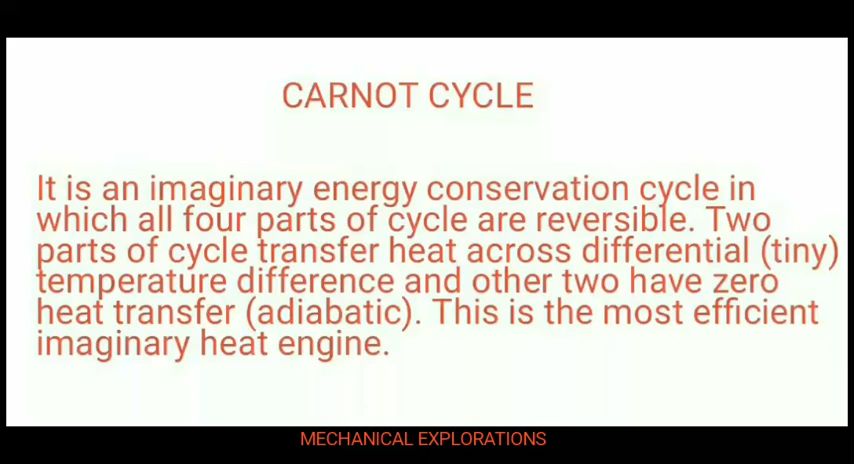 CARNOT CYCLE
It is an imaginary energy conservation cycle in
which all four parts of cycle are reversible. Two
parts of cycle transfer heat across differential (tiny)
temperature difference and other two have zero
heat transfer (adiabatic). This is the most efficient
imaginary heat engine.
MECHANICAL EXPLORATIONS